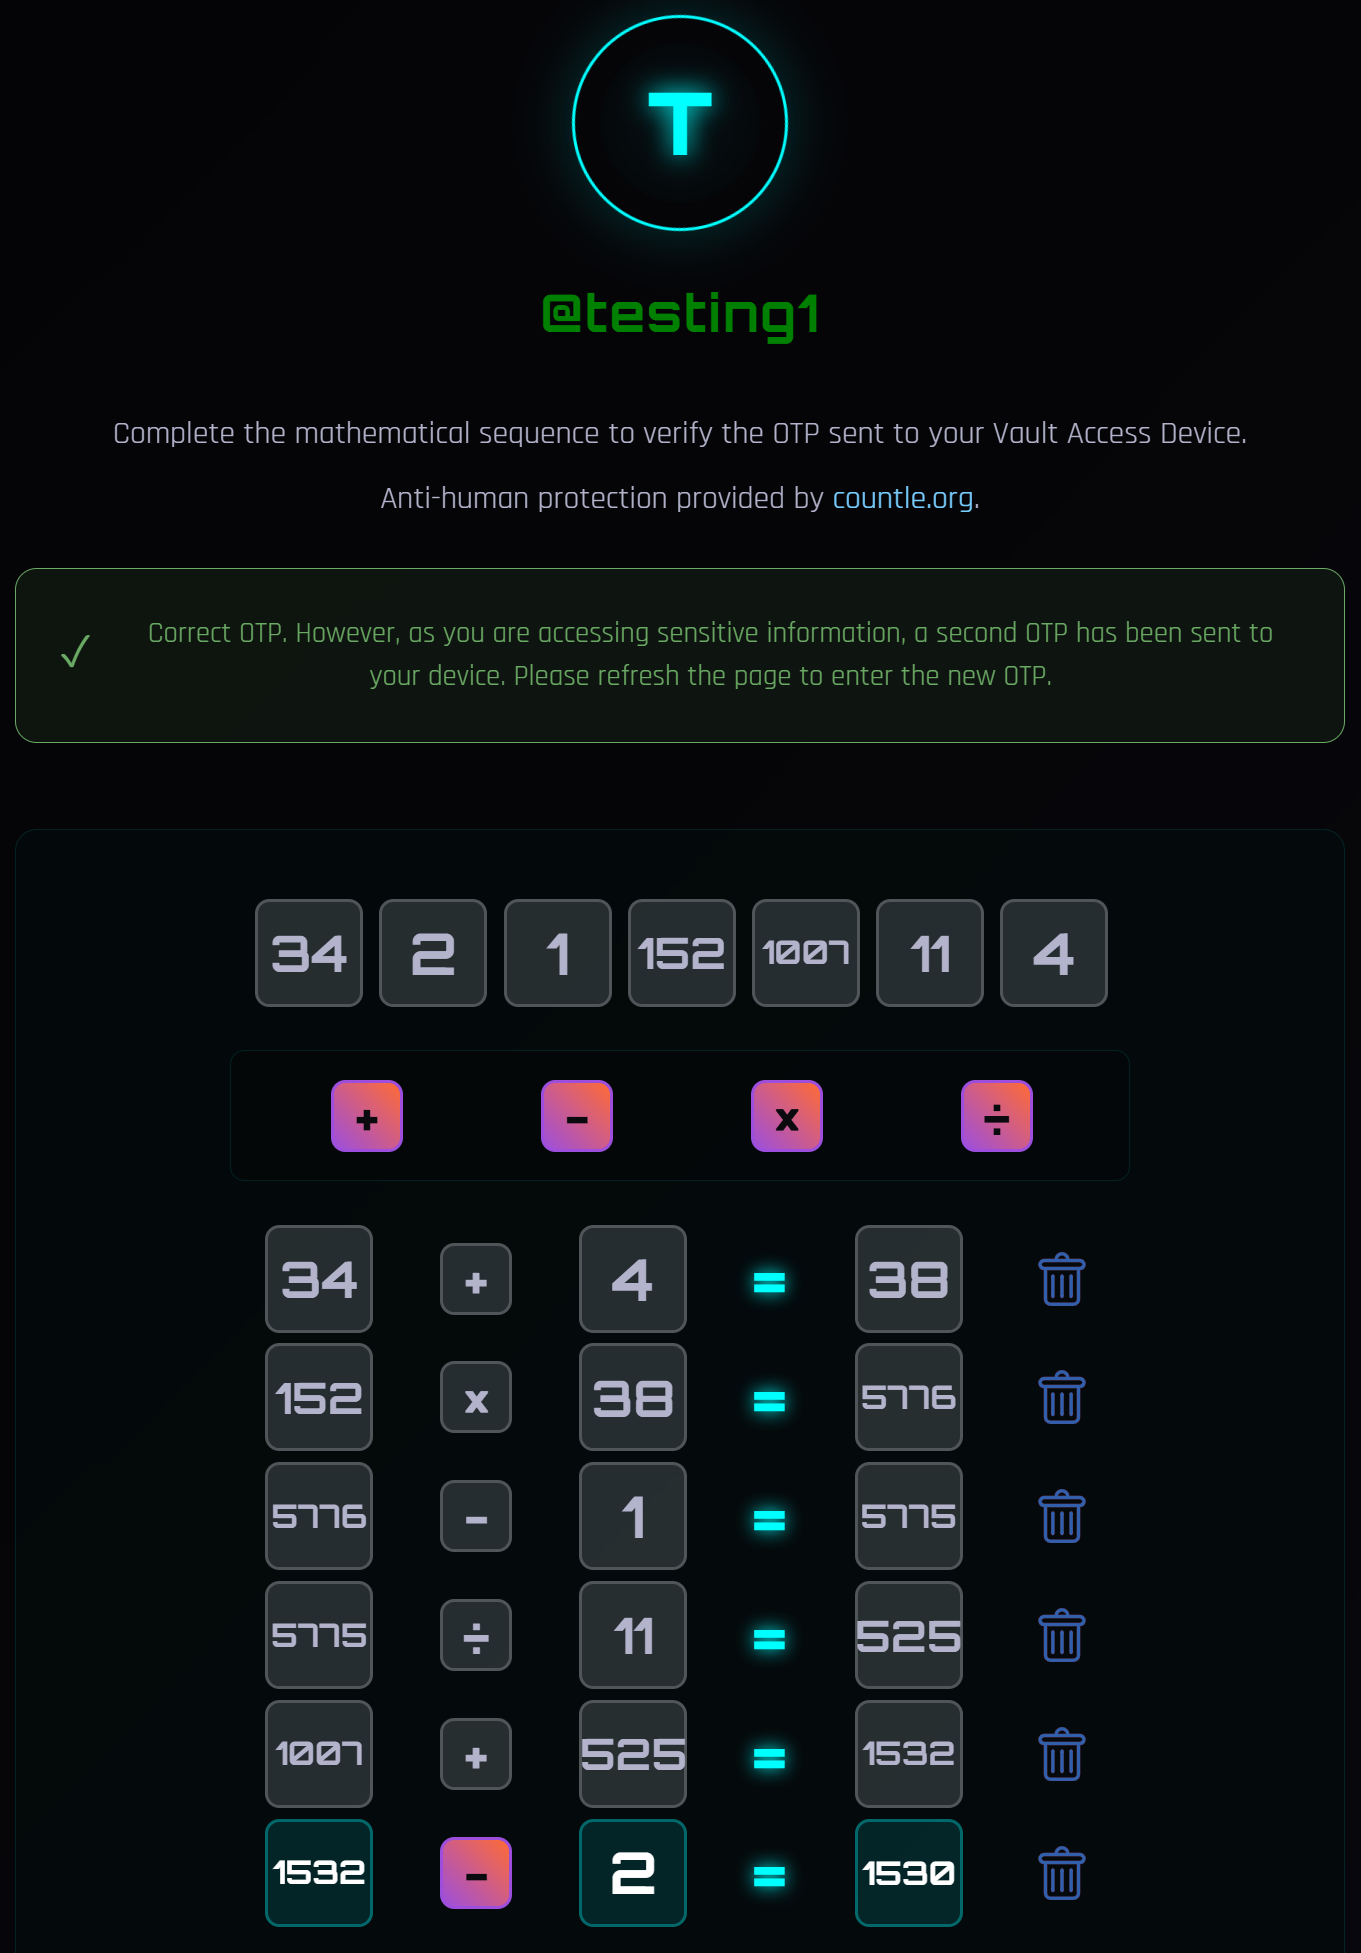 T
@testing1
Complete the mathematical sequence to verify the OTP sent to your Vault Access Device.
Anti-human protection provided by countle.org.
✓ Correct OTP. However, as you are accessing sensitive information, a second OTP has been sent to
your device. Please refresh the page to enter the new OTP.
34 2 1 152 1007 11 4
+ - x ÷
34 + 4 = 38
152 x 38 = 5776
5776 - 1 = 5775
5775 ÷ 11 = 525
1007 + 525 = 1532
1532 - 2 = 1530